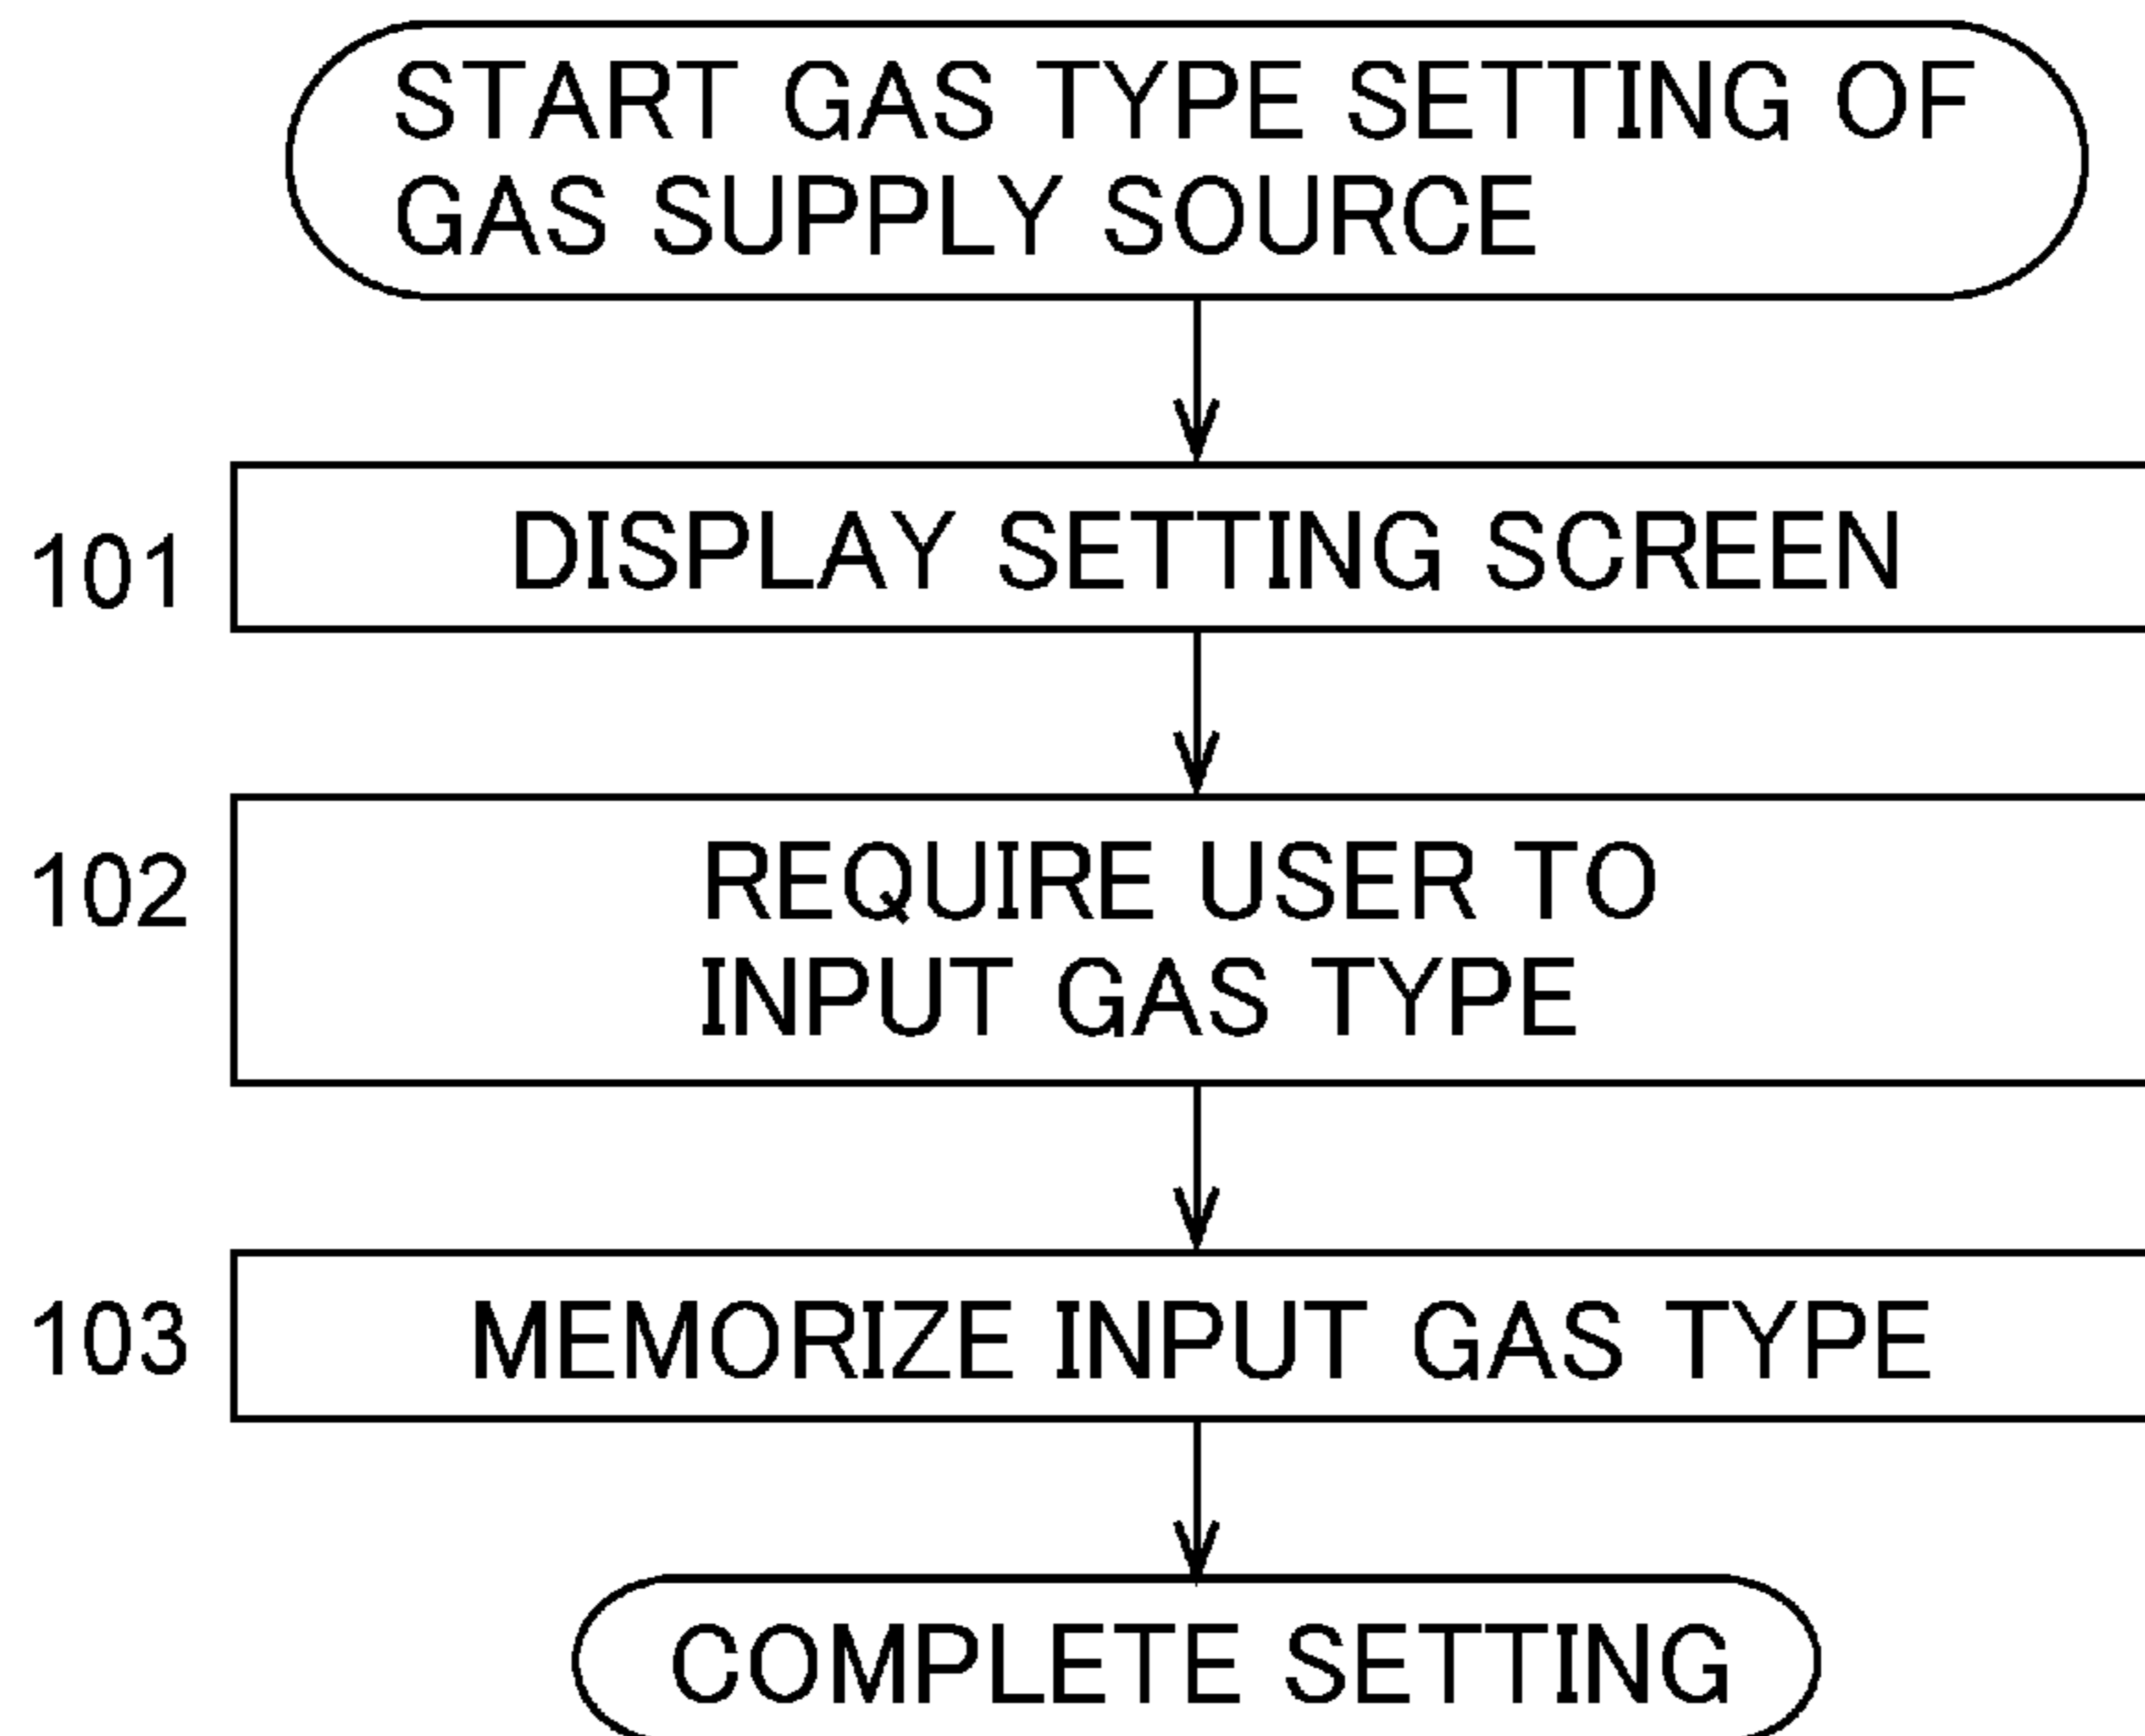 START GAS TYPE SETTING OF
GAS SUPPLY SOURCE
101
DISPLAY SETTING SCREEN
102
REQUIRE USER TO
INPUT GAS TYPE
103
MEMORIZE INPUT GAS TYPE
COMPLETE SETTING